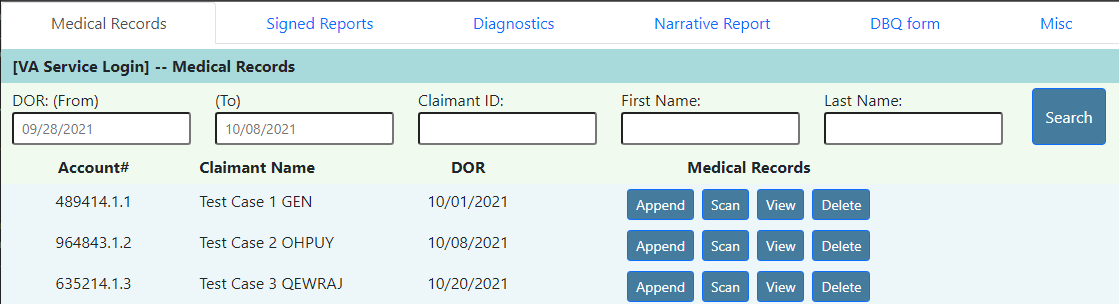 Medical Records Signed Reports Diagnostics Narrative Report DBQ form Misc
[VA Service Login] -- Medical Records
DOR: (From) (To) Claimant ID: First Name: Last Name:
09/28/2021 10/08/2021 Search
Account# Claimant Name DOR Medical Records
489414.1.1 Test Case 1 GEN 10/01/2021 Append Scan View Delete
964843.1.2 Test Case 2 OHPUY 10/08/2021 Append Scan View Delete
635214.1.3 Test Case 3 QEWRAJ 10/20/2021 Append Scan View Delete